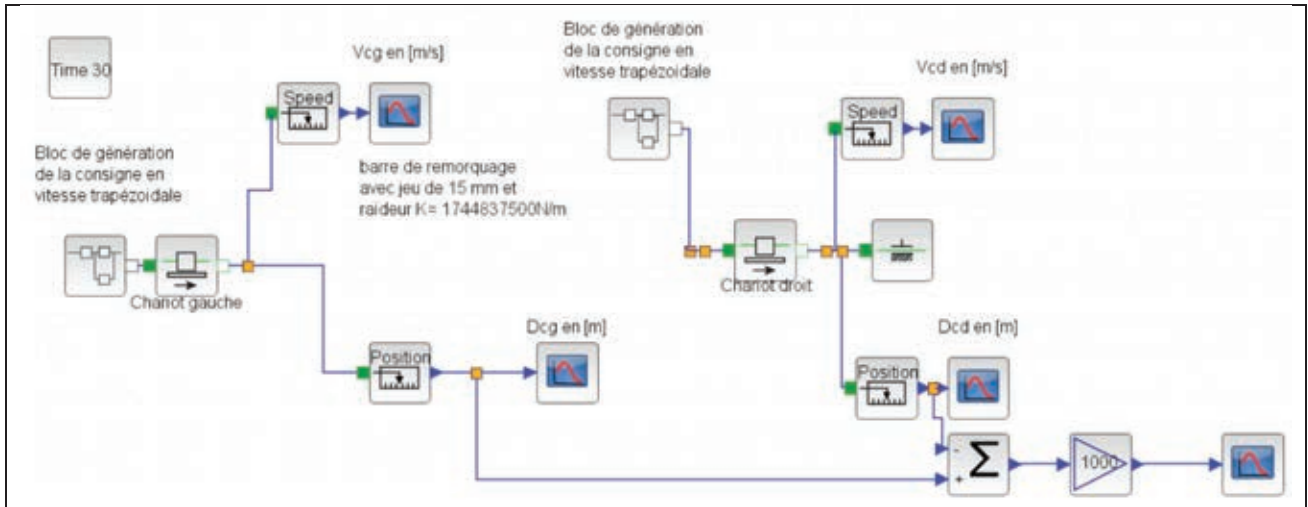 Time 30
Vcg en [m/s]
Speed
Bloc de génération
de la consigne en
vitesse trapézoidale
barre de remorquage
avec jeu de 15 mm et
raideur K= 1744837500N/m
Chariot gauche
Dcg en [m]
Position
Bloc de génération
de la consigne en
vitesse trapézoidale
Vcd en [m/s]
Speed
Chariot droit
Dcd en [m]
Position
-
+
Σ
1000